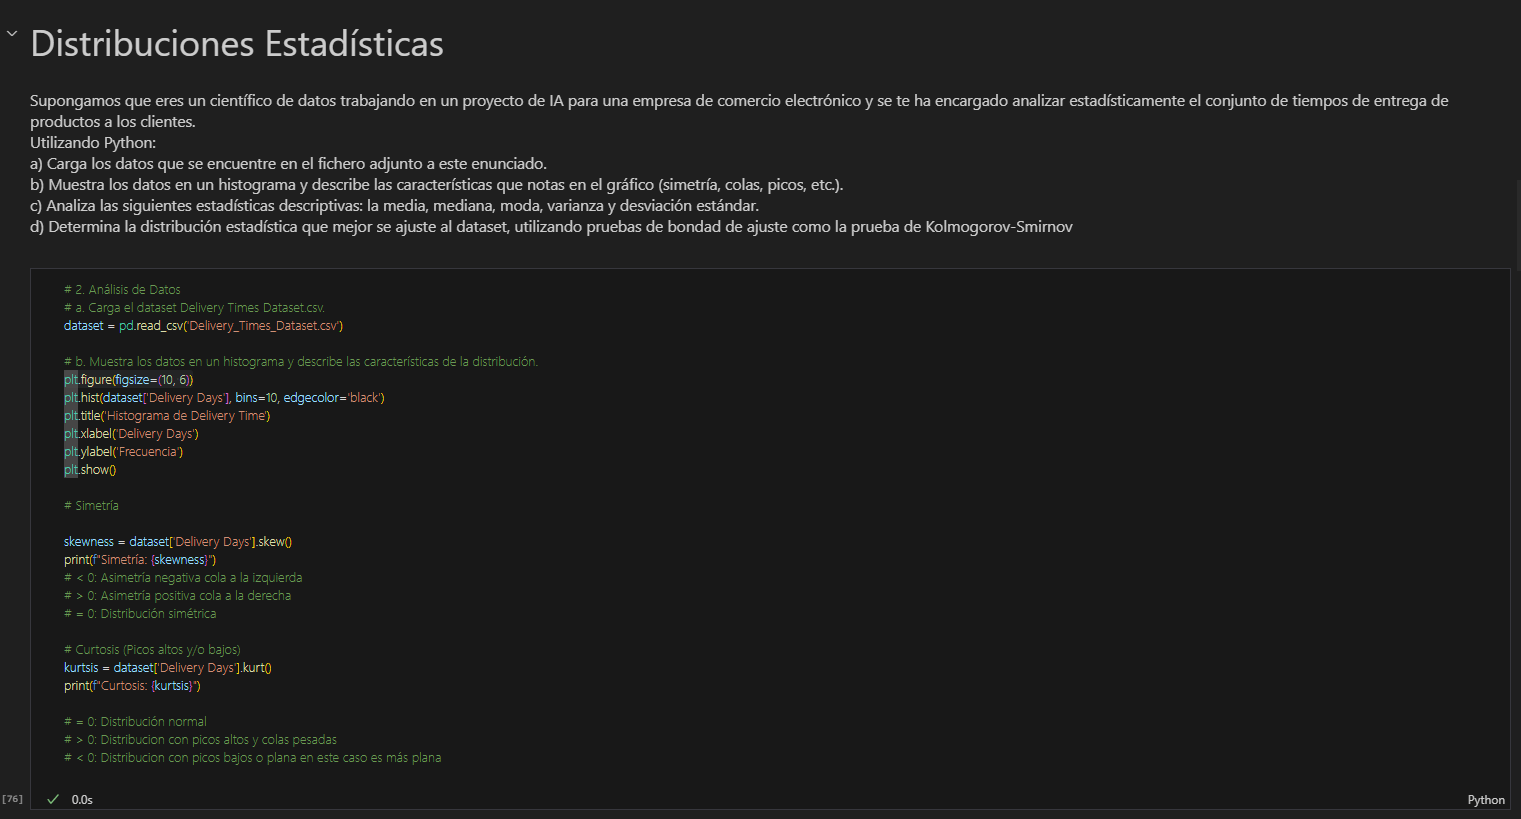 Distribuciones Estadísticas
Supongamos que eres un científico de datos trabajando en un proyecto de IA para una empresa de comercio electrónico y se te ha encargado analizar estadísticamente el conjunto de tiempos de entrega de
productos a los clientes.
Utilizando Python:
a) Carga los datos que se encuentre en el fichero adjunto a este enunciado.
b) Muestra los datos en un histograma y describe las características que notas en el gráfico (simetría, colas, picos, etc.).
c) Analiza las siguientes estadísticas descriptivas: la media, mediana, moda, varianza y desviación estándar.
d) Determina la distribución estadística que mejor se ajuste al dataset, utilizando pruebas de bondad de ajuste como la prueba de Kolmogorov-Smirnov
# 2. Análisis de Datos
# a. Carga el dataset Delivery Times Dataset.csv.
dataset = pd.read_csv('Delivery_Times_Dataset.csv')
# b. Muestra los datos en un histograma y describe las características de la distribución.
plt.figure(figsize=(10, 6))
plt.hist(dataset['Delivery Days'], bins=10, edgecolor='black')
plt.title('Histograma de Delivery Time')
plt.xlabel('Delivery Days')
plt.ylabel('Frecuencia')
plt.show()
# Simetría
skewness = dataset['Delivery Days'].skew()
print(f"Simetría: {skewness}")
# < 0: Asimetría negativa cola a la izquierda
# > 0: Asimetría positiva cola a la derecha
# = 0: Distribución simétrica
# Curtosis (Picos altos y/o bajos)
kurtsis = dataset['Delivery Days'].kurt()
print(f"Curtosis: {kurtsis}")
# = 0: Distribución normal
# > 0: Distribucion con picos altos y colas pesadas
# < 0: Distribucion con picos bajos o plana en este caso es más plana
[76]
0.0s
Python